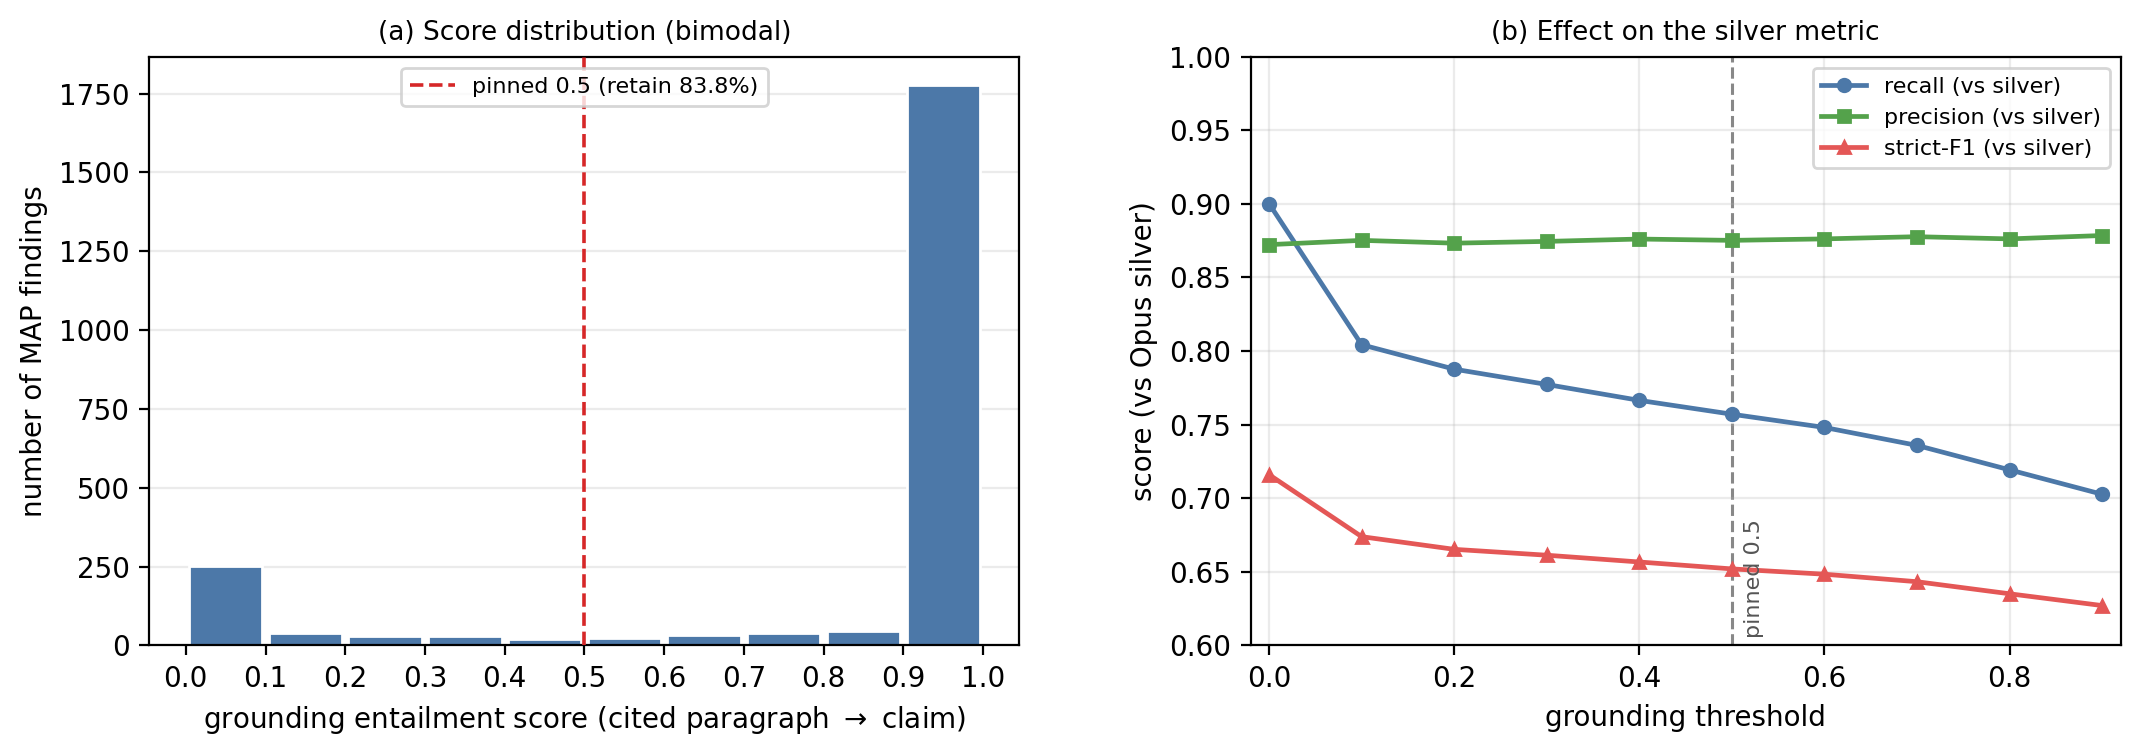 (a) Score distribution (bimodal)
pinned 0.5 (retain 83.8%)
number of MAP findings
1750
1500
1250
1000
750
500
250
0
0.0 0.1 0.2 0.3 0.4 0.5 0.6 0.7 0.8 0.9 1.0
grounding entailment score (cited paragraph → claim)
(b) Effect on the silver metric
recall (vs silver)
precision (vs silver)
strict-F1 (vs silver)
score (vs Opus silver)
1.00
0.95
0.90
0.85
0.80
0.75
0.70
0.65
0.60
pinned 0.5
0.0 0.2 0.4 0.6 0.8
grounding threshold